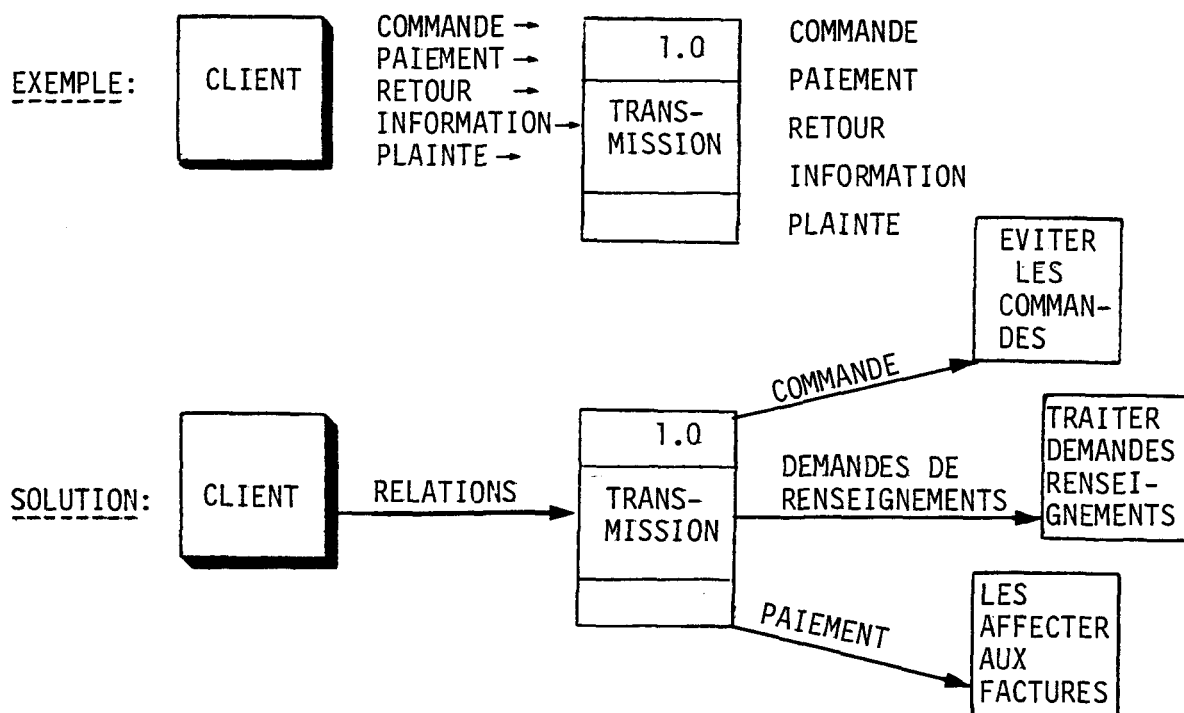 EXEMPLE:
CLIENT
COMMANDE →
PAIEMENT →
RETOUR →
INFORMATION →
PLAINTE →
1.0
TRANS-
MISSION
COMMANDE
PAIEMENT
RETOUR
INFORMATION
PLAINTE
SOLUTION:
CLIENT
RELATIONS
1.0
TRANS-
MISSION
COMMANDE
EVITER
LES
COMMAN-
DES
DEMANDES DE
RENSEIGNEMENTS
TRAITER
DEMANDES
RENSEI-
GNEMENTS
PAIEMENT
LES
AFFECTER
AUX
FACTURES